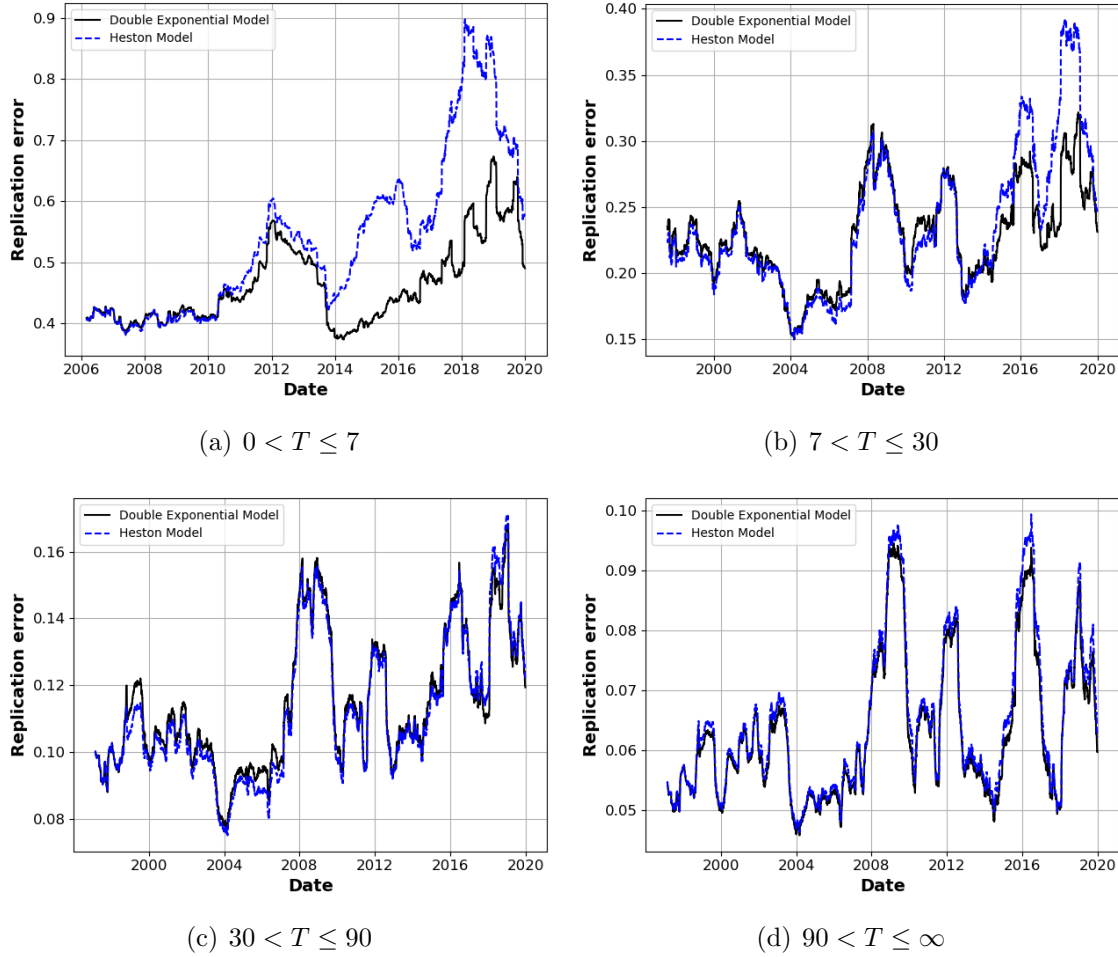 Double Exponential Model
Heston Model
0.9
0.8
0.7
0.6
0.5
0.4
Replication error
2006 2008 2010 2012 2014 2016 2018 2020
Date
(a) 0 < T ≤ 7
Double Exponential Model
Heston Model
0.40
0.35
0.30
0.25
0.20
0.15
Replication error
2000 2004 2008 2012 2016 2020
Date
(b) 7 < T ≤ 30
Double Exponential Model
Heston Model
0.16
0.14
0.12
0.10
0.08
Replication error
2000 2004 2008 2012 2016 2020
Date
(c) 30 < T ≤ 90
Double Exponential Model
Heston Model
0.10
0.09
0.08
0.07
0.06
0.05
Replication error
2000 2004 2008 2012 2016 2020
Date
(d) 90 < T ≤ ∞